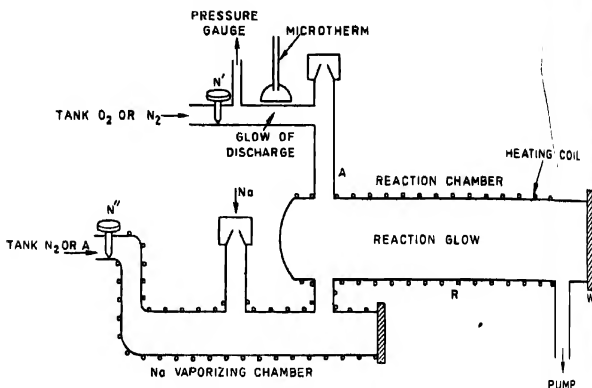 PRESSURE
GAUGE
MICROTHERM
N'
TANK O₂ OR N₂
GLOW OF
DISCHARGE
A
REACTION CHAMBER
HEATING COIL
Na
N"
TANK N₂ OR A
REACTION GLOW
R
W
Na VAPORIZING CHAMBER
PUMP